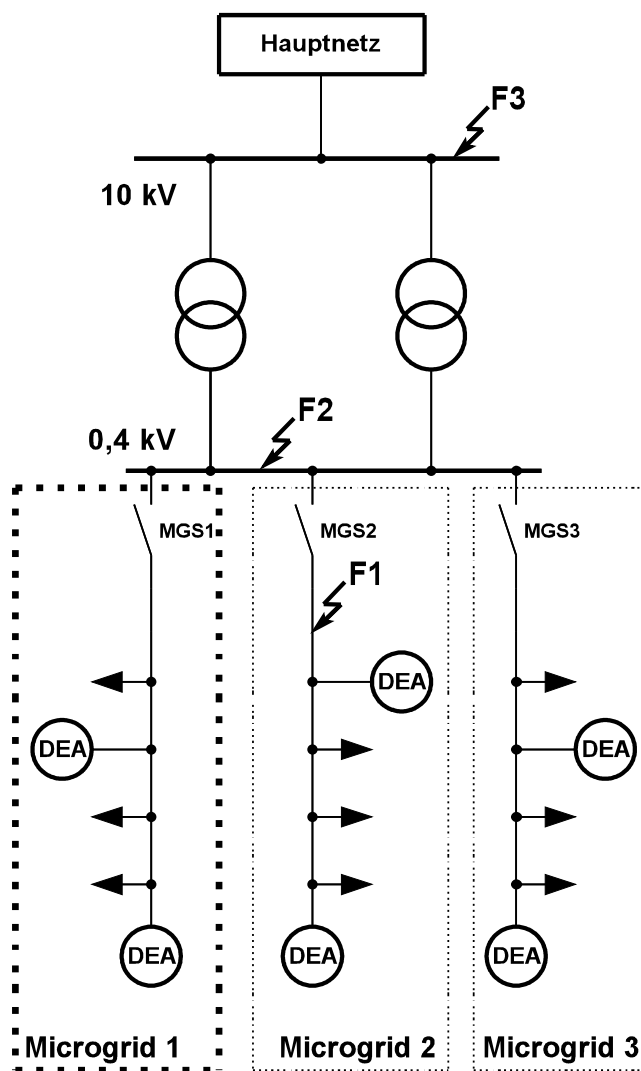 Hauptnetz
F3
10 kV
F2
0,4 kV
MGS1
MGS2
MGS3
F1
DEA
DEA
DEA
DEA
DEA
DEA
Microgrid 1
Microgrid 2
Microgrid 3